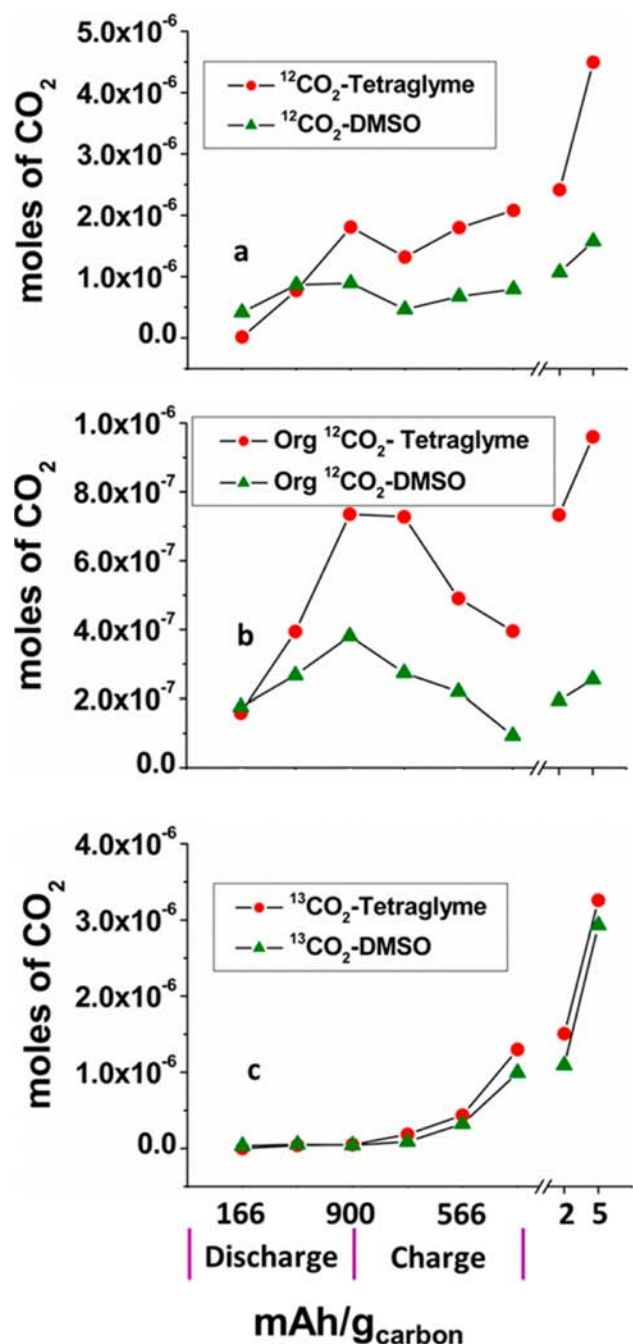 5.0x10⁻⁶
4.0x10⁻⁶
3.0x10⁻⁶
2.0x10⁻⁶
1.0x10⁻⁶
0.0
moles of CO₂
¹²CO₂-Tetraglyme
¹²CO₂-DMSO
a
1.0x10⁻⁶
8.0x10⁻⁷
6.0x10⁻⁷
4.0x10⁻⁷
2.0x10⁻⁷
0.0
moles of CO₂
Org ¹²CO₂- Tetraglyme
Org ¹²CO₂-DMSO
b
4.0x10⁻⁶
3.0x10⁻⁶
2.0x10⁻⁶
1.0x10⁻⁶
0.0
moles of CO₂
¹³CO₂-Tetraglyme
¹³CO₂-DMSO
c
166 900 566 2 5
Discharge Charge
mAh/g_carbon